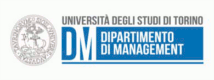 UNIVERSITÀ DEGLI STUDI DI TORINO
DM DIPARTIMENTO
DI MANAGEMENT